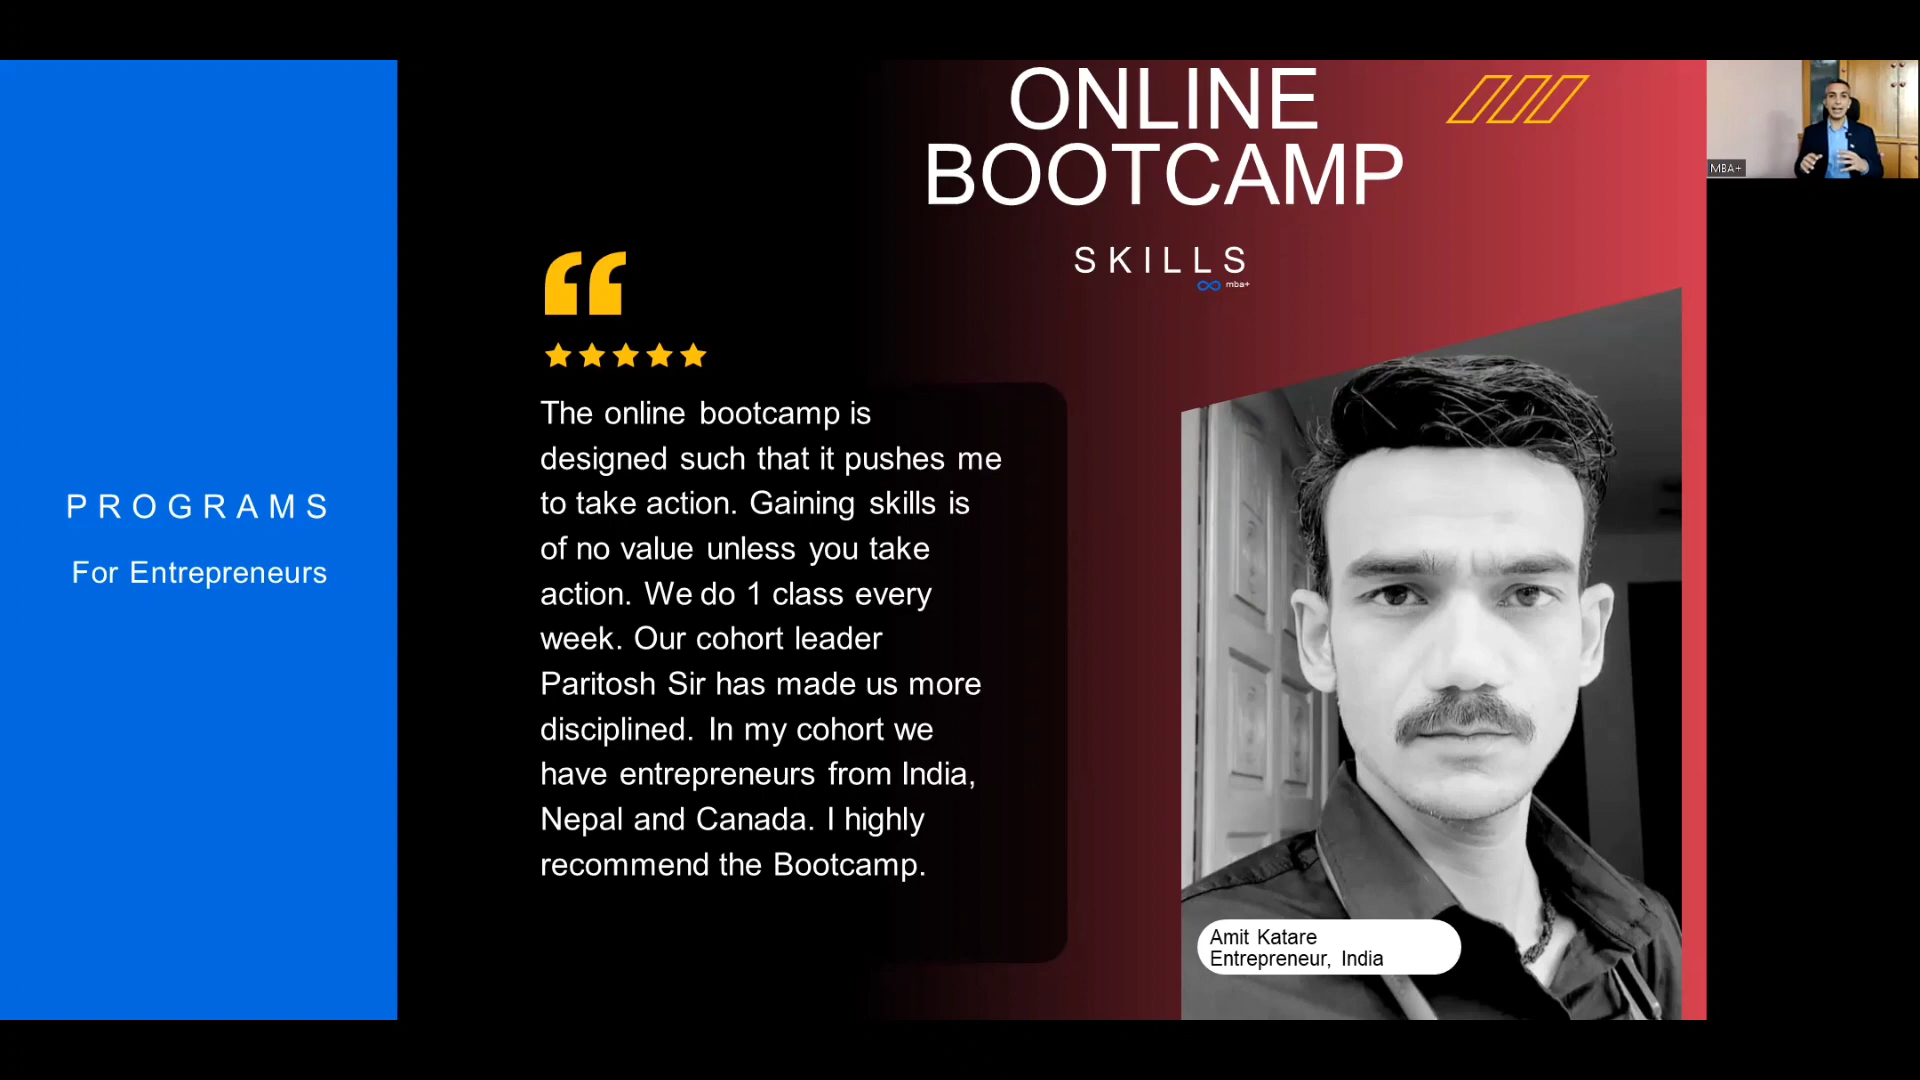 PROGRAMS
For Entrepreneurs
ONLINE
BOOTCAMP
SKILLS
mba+
The online bootcamp is
designed such that it pushes me
to take action. Gaining skills is
of no value unless you take
action. We do 1 class every
week. Our cohort leader
Paritosh Sir has made us more
disciplined. In my cohort we
have entrepreneurs from India,
Nepal and Canada. I highly
recommend the Bootcamp.
Amit Katare
Entrepreneur, India
MBA+